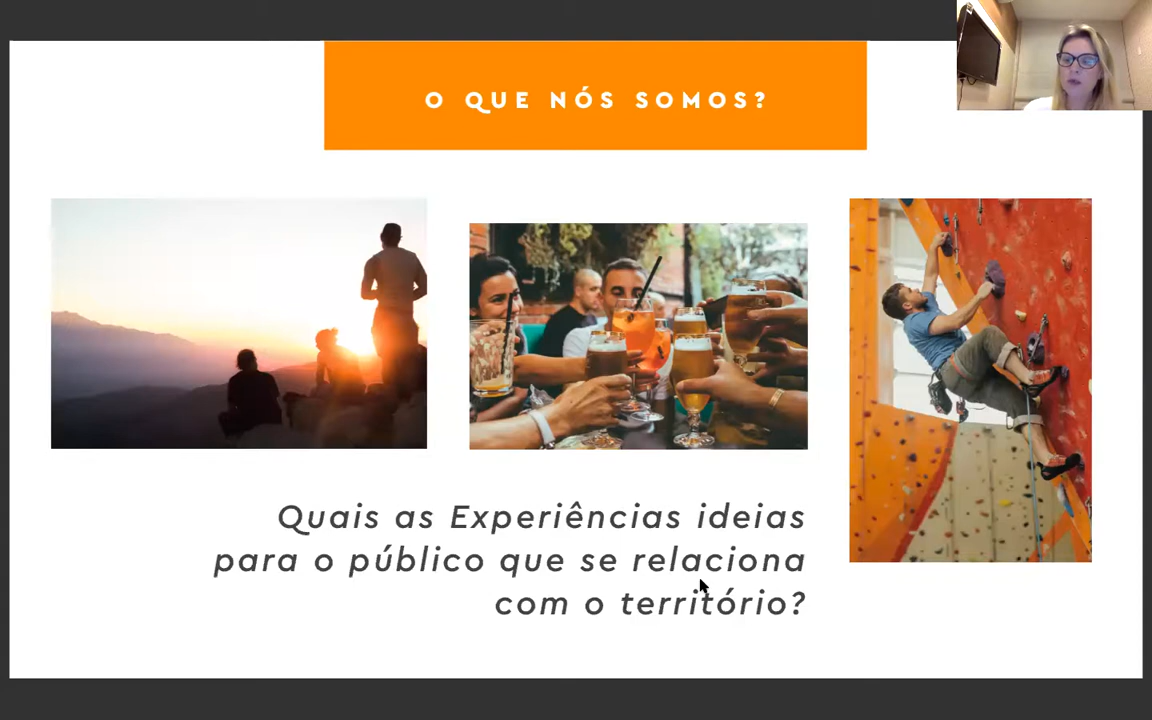 O QUE NÓS SOMOS?
Quais as Experiências ideias
para o público que se relaciona
com o território?